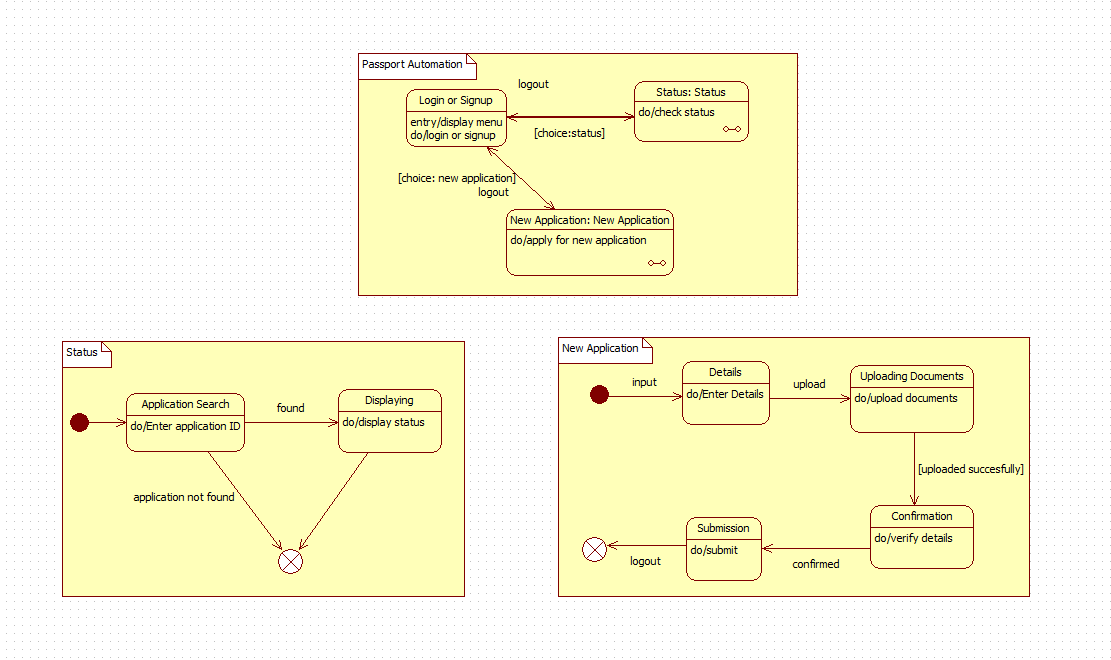 Passport Automation
logout
Login or Signup
entry/display menu
do/login or signup
Status: Status
do/check status
[choice:status]
[choice: new application]
logout
New Application: New Application
do/apply for new application
Status
Application Search
do/Enter application ID
found
Displaying
do/display status
application not found
New Application
input
Details
do/Enter Details
upload
Uploading Documents
do/upload documents
[uploaded succesfully]
Confirmation
do/verify details
confirmed
Submission
do/submit
logout